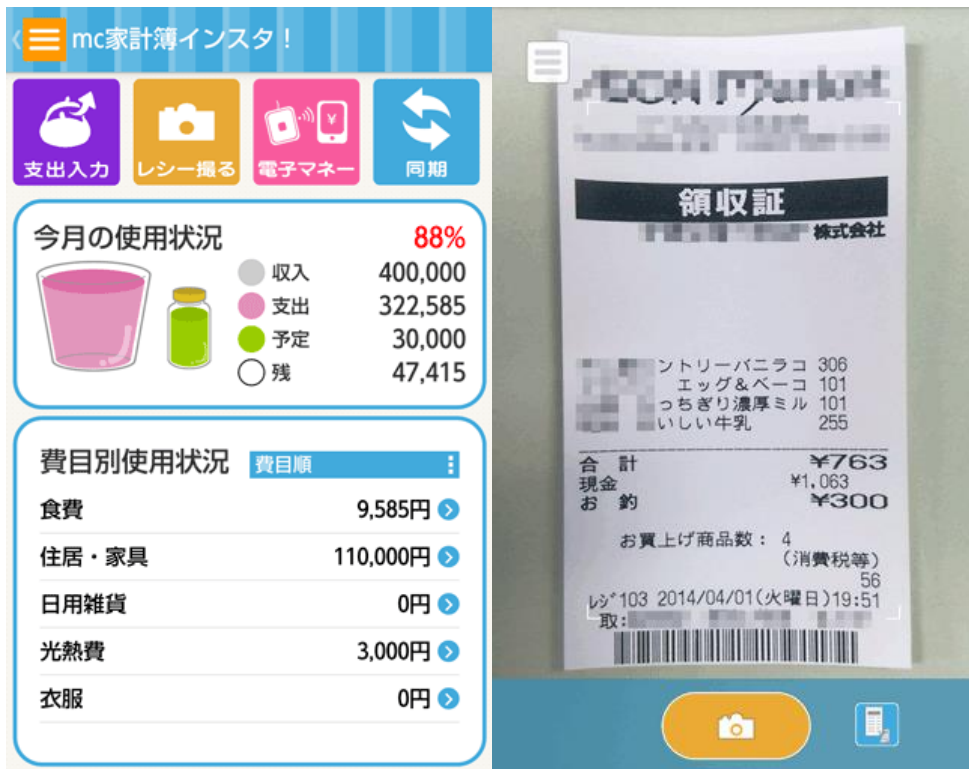 mc家計簿インスタ！
支出入力
レシー撮る
電子マネー
同期
今月の使用状況 88%
収入 400,000
支出 322,585
予定 30,000
残 47,415
費目別使用状況 費目順
食費 9,585円
住居・家具 110,000円
日用雑貨 0円
光熱費 3,000円
衣服 0円
領収証
株式会社
ントリーバニラコ 306
エッグ&ベーコ 101
っちぎり濃厚ミル 101
いしい牛乳 255
合 計 ¥763
現金 ¥1,063
お 釣 ¥300
お買上げ商品数： 4
(消費税等)
56
ﾚｼﾞ103 2014/04/01(火曜日)19:51
取: